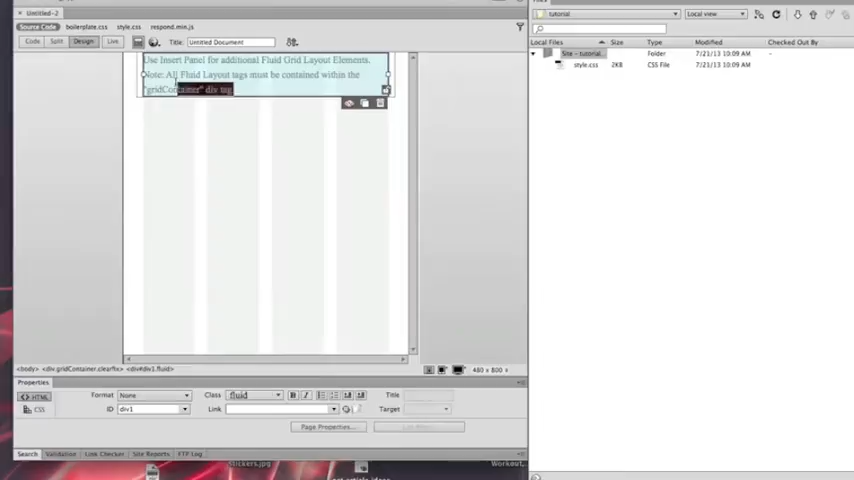 Files
× Untitled-2
tutorial
Local view
Source Code
boilerplate.css
style.css
respond.min.js
Code
Split
Design
Live
Title:
Untitled Document
Local Files
Size
Type
Modified
Checked Out By
Site – tutorial...
Folder
7/21/13 10:09 AM
-
style.css
2KB
CSS File
7/21/13 10:09 AM
Use Insert Panel for additional Fluid Grid Layout Elements.
Note: All Fluid Layout tags must be contained within the
"gridContainer" div tag
<body> <div.gridContainer.clearfix> <div#div1.fluid>
480 x 800
Properties
<> HTML
Format
None
Class
fluid
B
I
Title
CSS
ID
div1
Link
Target
Page Properties...
Search
Validation
Link Checker
Site Reports
FTP Log
stickers.jpg
Workout,